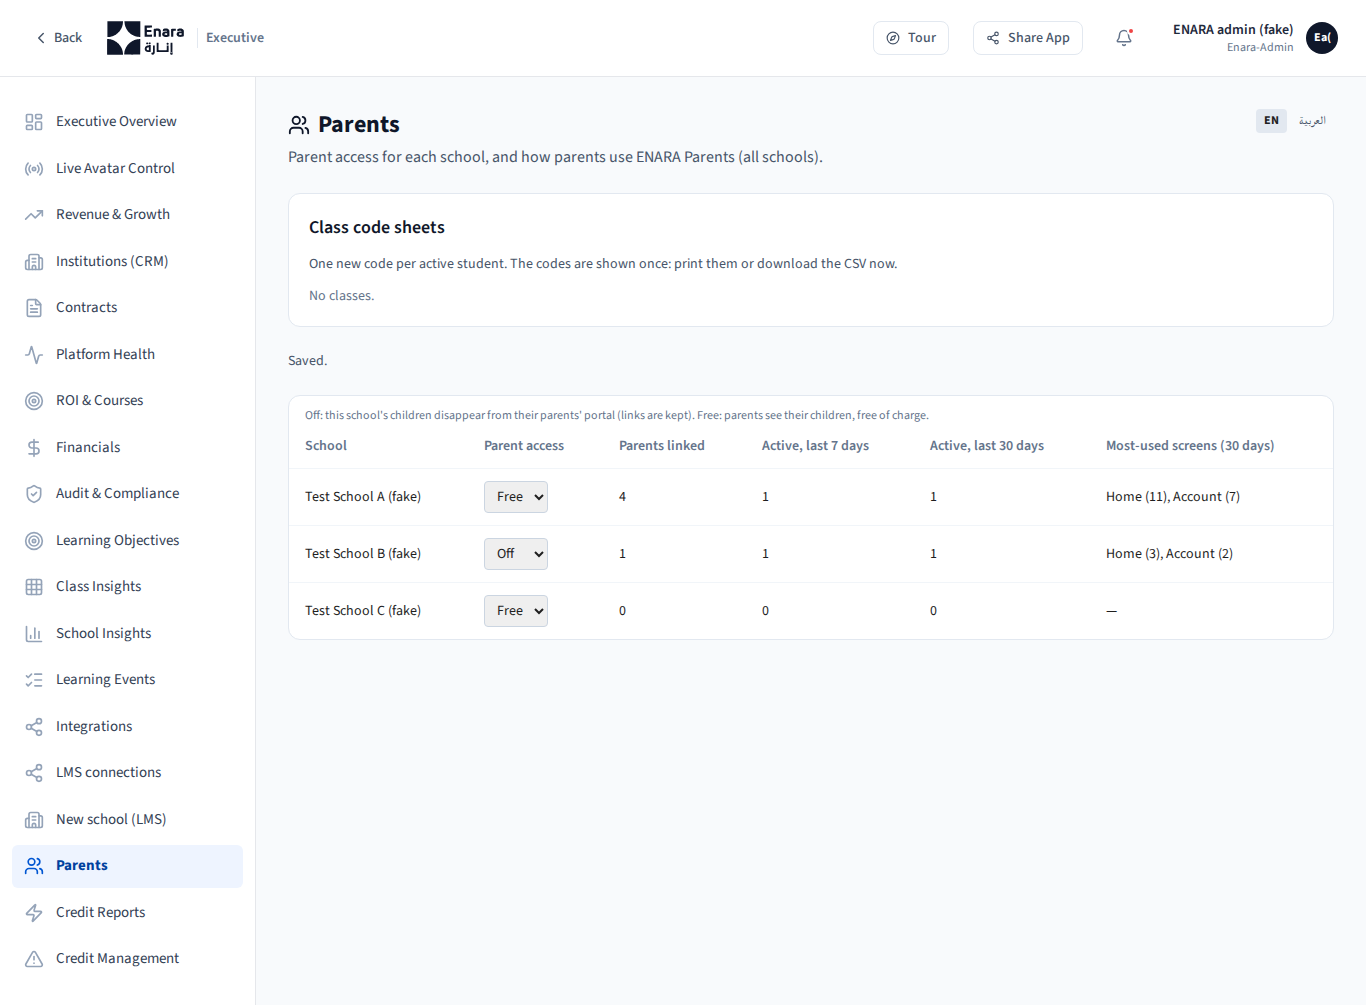 Back
Enara
إنارة
Executive
Tour
Share App
ENARA admin (fake)
Enara-Admin
Ea(
Executive Overview
Live Avatar Control
Revenue & Growth
Institutions (CRM)
Contracts
Platform Health
ROI & Courses
Financials
Audit & Compliance
Learning Objectives
Class Insights
School Insights
Learning Events
Integrations
LMS connections
New school (LMS)
Parents
Credit Reports
Credit Management
Parents
EN العربية
Parent access for each school, and how parents use ENARA Parents (all schools).
Class code sheets
One new code per active student. The codes are shown once: print them or download the CSV now.
No classes.
Saved.
Off: this school's children disappear from their parents' portal (links are kept). Free: parents see their children, free of charge.
School Parent access Parents linked Active, last 7 days Active, last 30 days Most-used screens (30 days)
Test School A (fake) Free 4 1 1 Home (11), Account (7)
Test School B (fake) Off 1 1 1 Home (3), Account (2)
Test School C (fake) Free 0 0 0 —